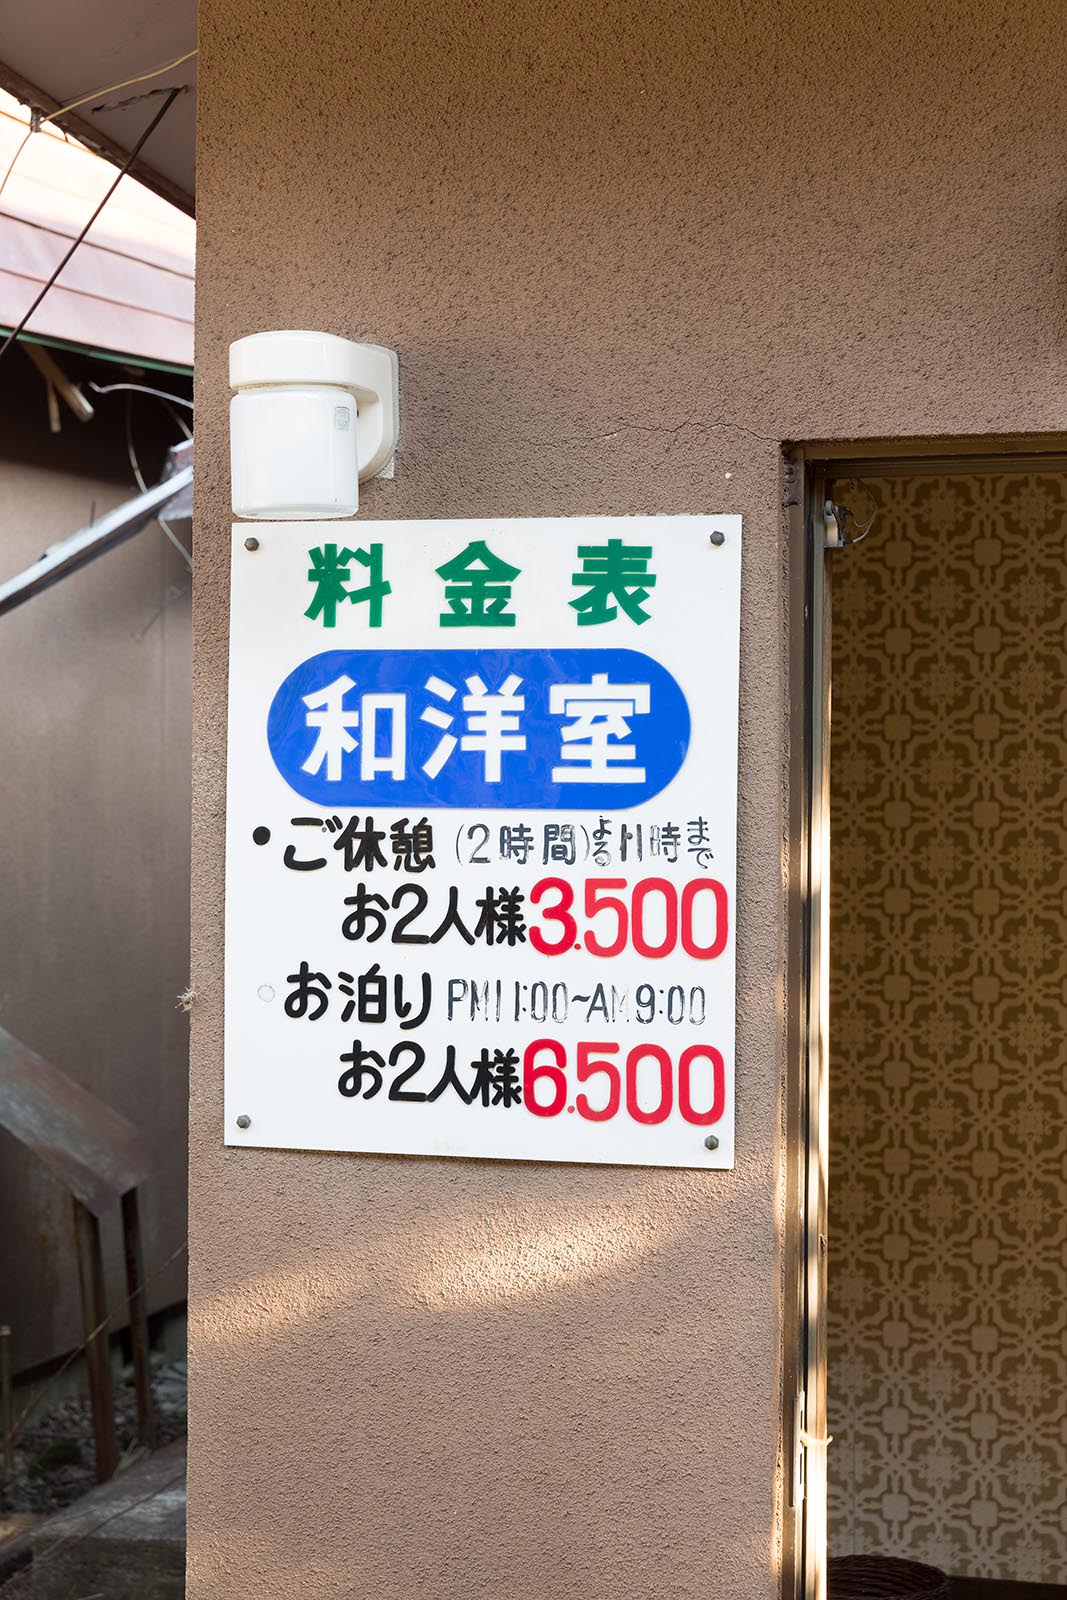 料金表
和洋室
・ご休憩 (2時間)よる11時まで
お2人様3.500
お泊り PM11:00~AM9:00
お2人様6.500